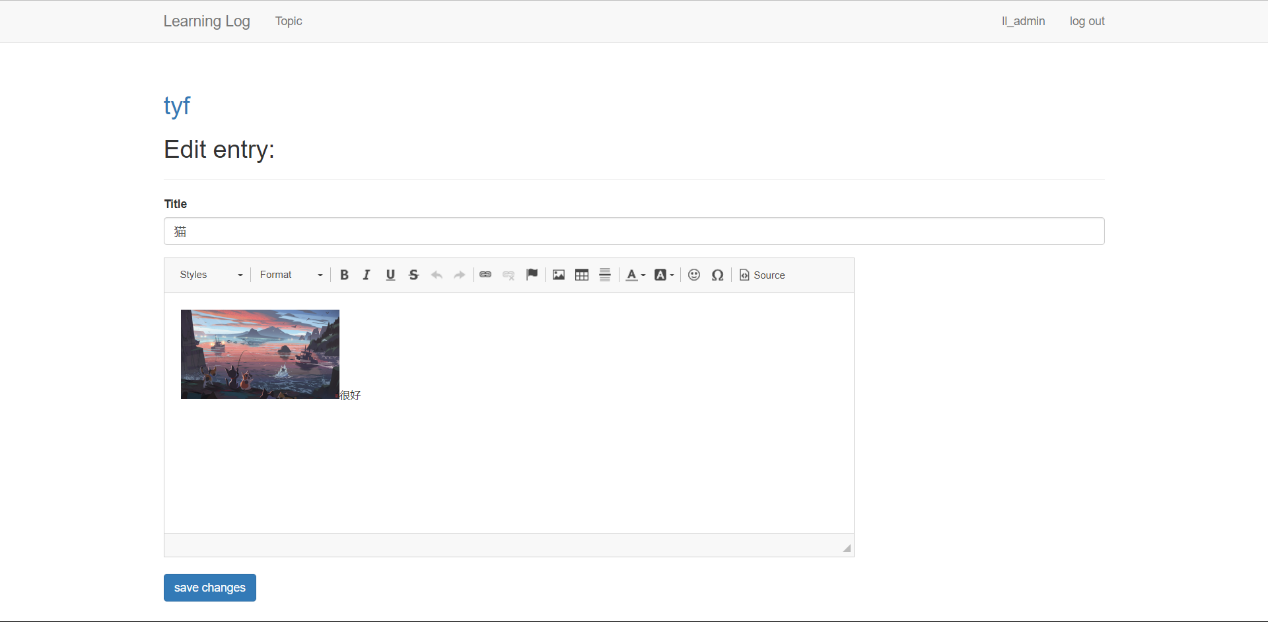 Learning Log Topic ll_admin log out
tyf
Edit entry:
Title
猫
Styles Format B I U S A A Source
很好
save changes